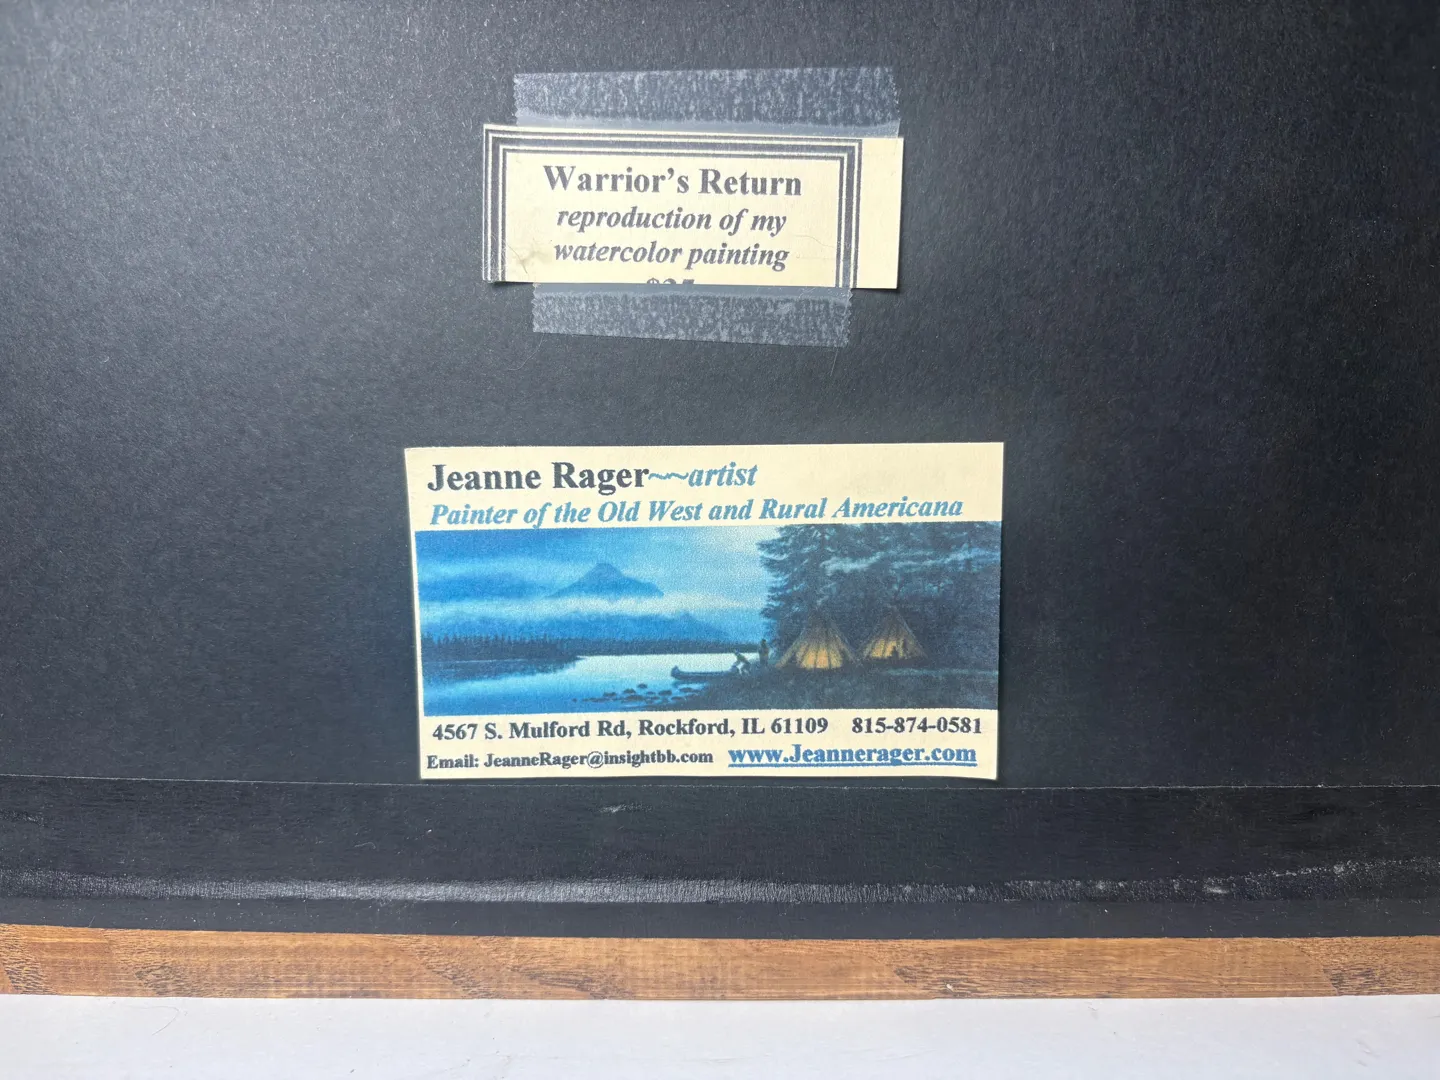 Warrior's Return
reproduction of my
watercolor painting
Jeanne Rager~~artist
Painter of the Old West and Rural Americana
4567 S. Mulford Rd, Rockford, IL 61109 815-874-0581
Email: JeanneRager@insightbb.com www.Jeannerager.com